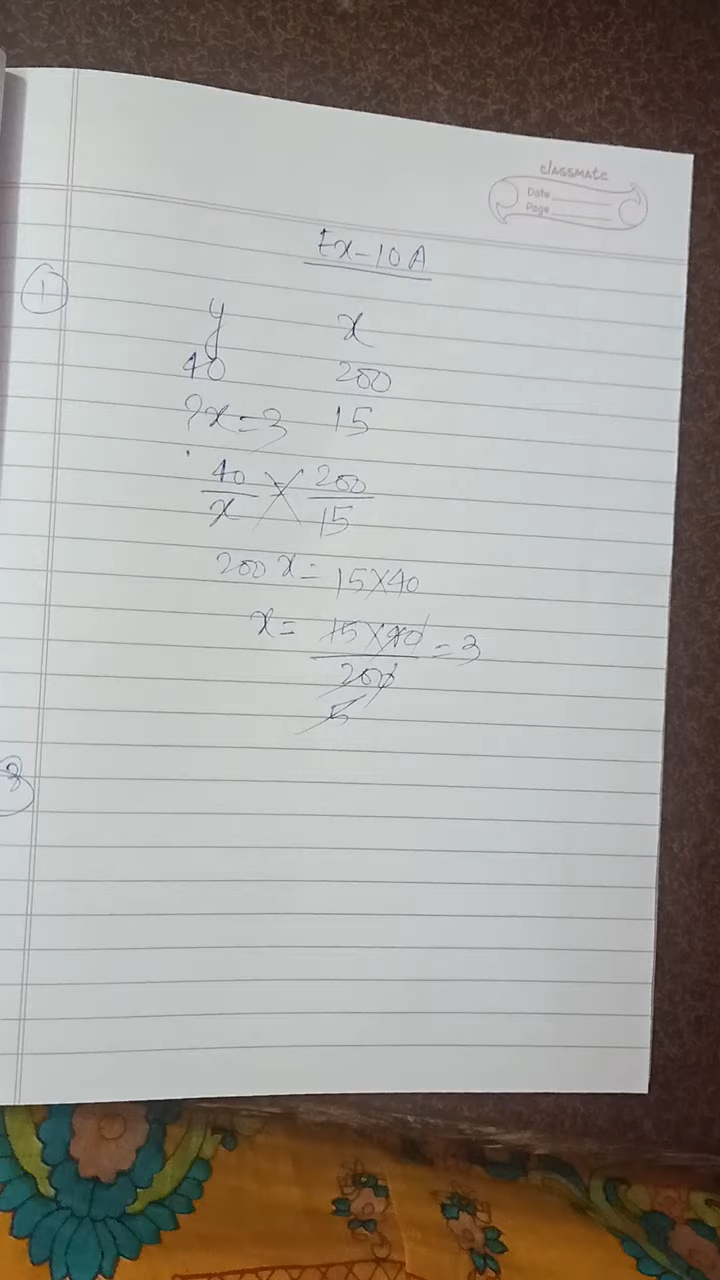 classmate
Date
Page
Ex-10A
1
y x
40 200
?x=3 15
40/x 200/15
200x = 15×40
x = 15×40/200 = 3
5